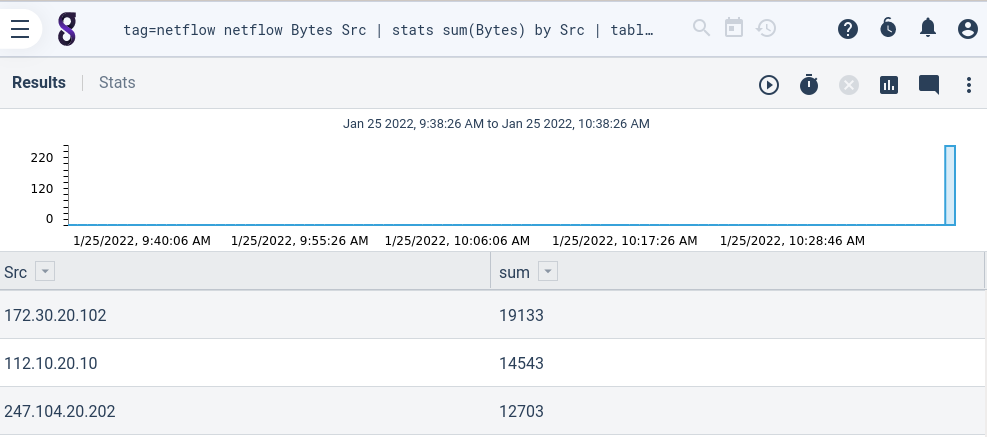 tag=netflow netflow Bytes Src | stats sum(Bytes) by Src | tabl…
Results Stats
Jan 25 2022, 9:38:26 AM to Jan 25 2022, 10:38:26 AM
220
120
0
1/25/2022, 9:40:06 AM 1/25/2022, 9:55:26 AM 1/25/2022, 10:06:06 AM 1/25/2022, 10:17:26 AM 1/25/2022, 10:28:46 AM
Src sum
172.30.20.102 19133
112.10.20.10 14543
247.104.20.202 12703